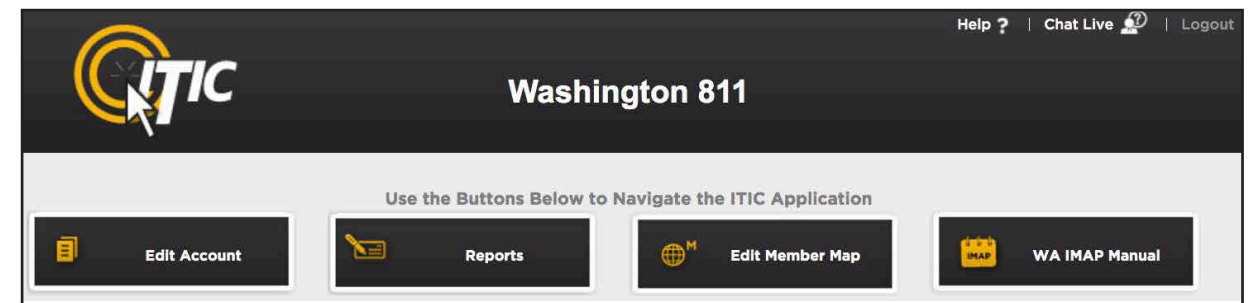 Help ? | Chat Live ? | Logout
ITIC
Washington 811
Use the Buttons Below to Navigate the ITIC Application
Edit Account
Reports
M
Edit Member Map
IMAP
WA IMAP Manual